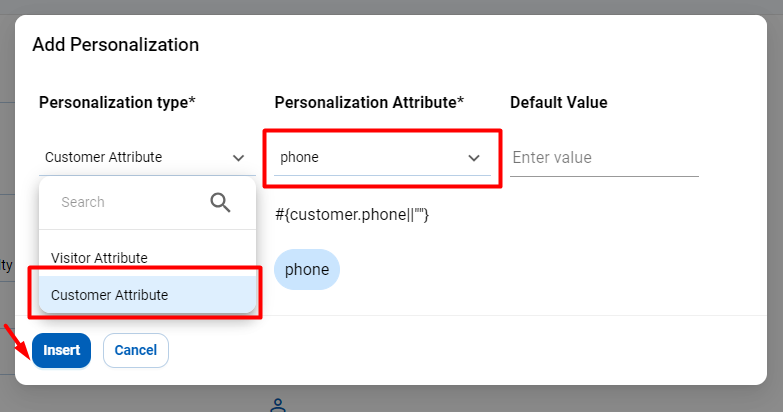 Add Personalization
Personalization type* Personalization Attribute* Default Value
Customer Attribute phone Enter value
Search
#{customer.phone||""}
Visitor Attribute
lty
phone
Customer Attribute
Insert Cancel